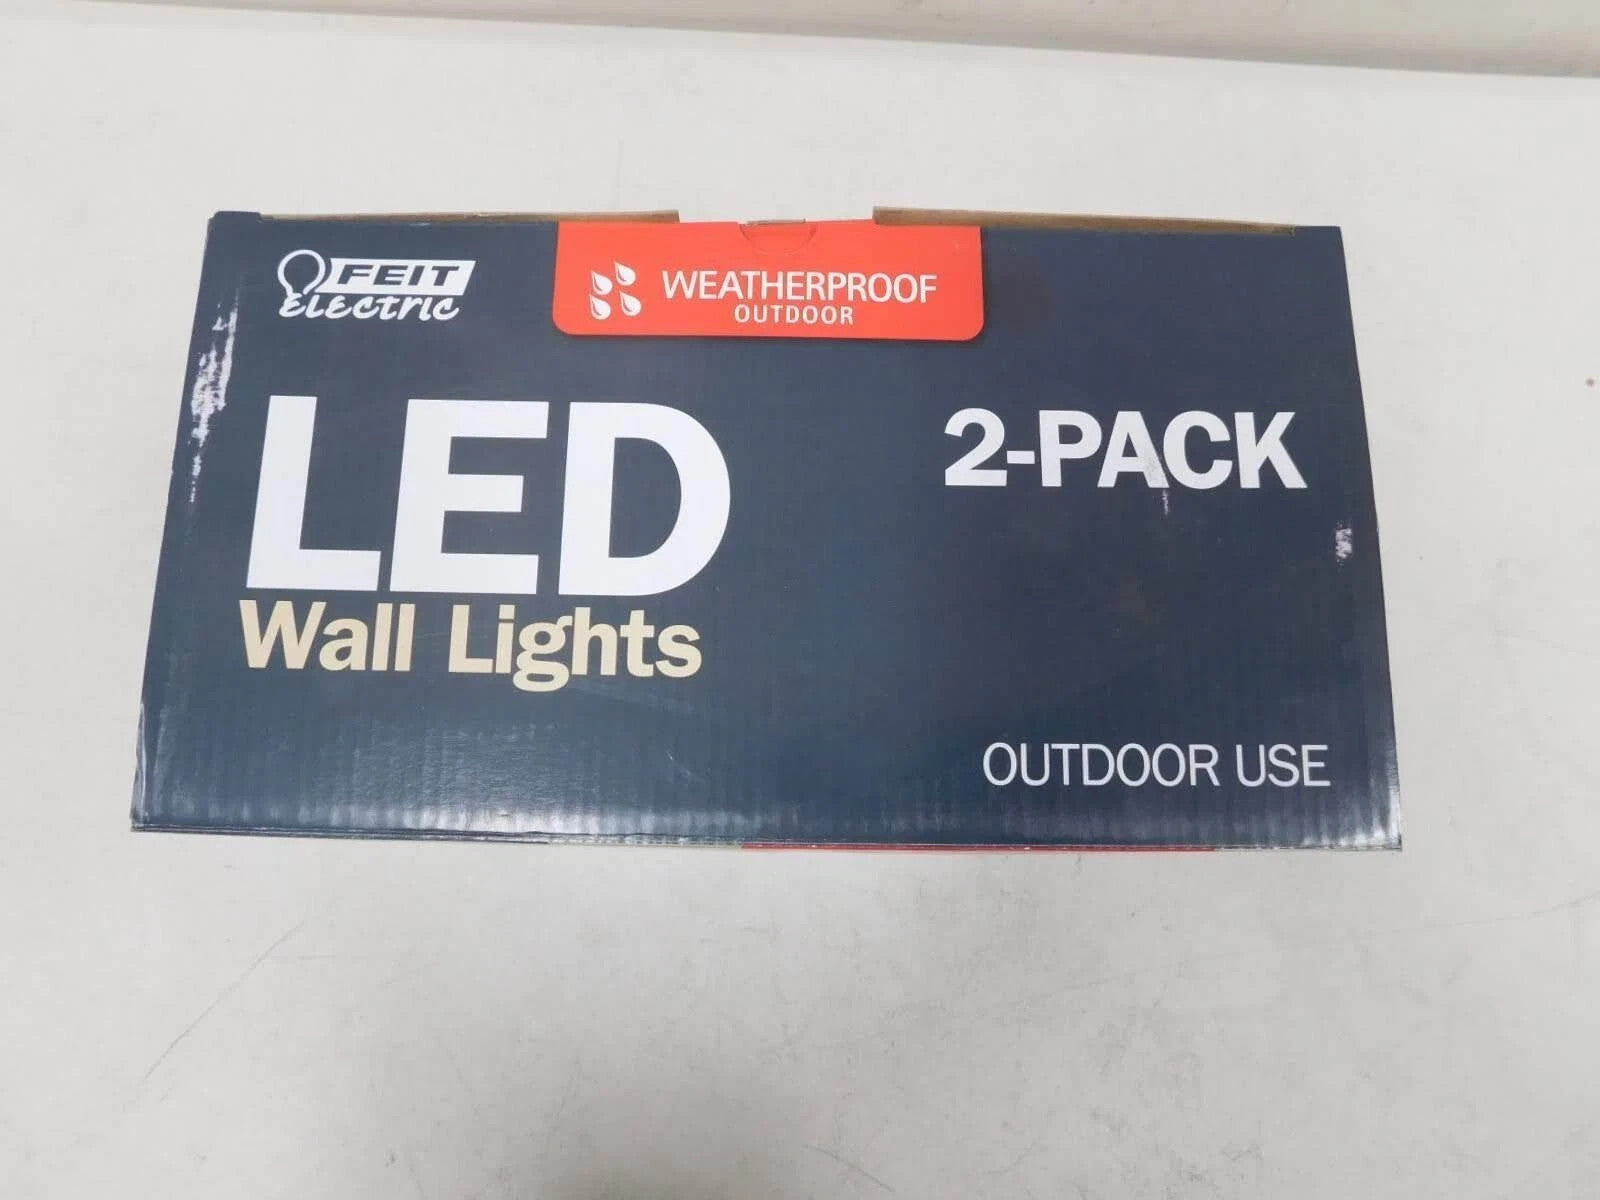 FEIT
ELECTRIC
WEATHERPROOF
OUTDOOR
LED
Wall Lights
2-PACK
OUTDOOR USE